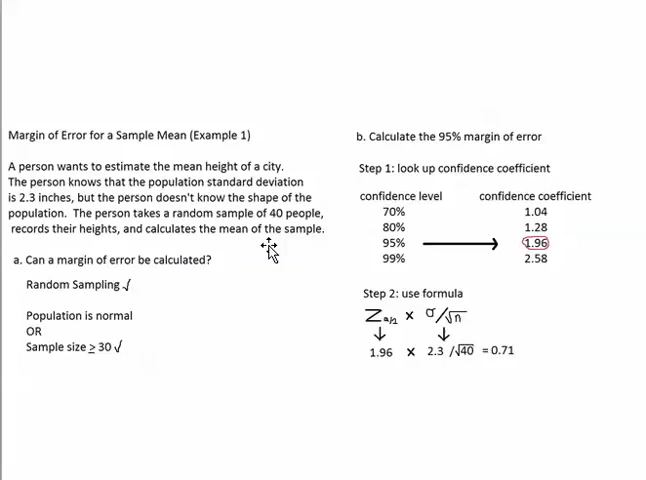 Margin of Error for a Sample Mean (Example 1)
A person wants to estimate the mean height of a city.
The person knows that the population standard deviation
is 2.3 inches, but the person doesn't know the shape of the
population. The person takes a random sample of 40 people,
records their heights, and calculates the mean of the sample.
a. Can a margin of error be calculated?
Random Sampling √
Population is normal
OR
Sample size ≥ 30 √
b. Calculate the 95% margin of error
Step 1: look up confidence coefficient
confidence level confidence coefficient
70% 1.04
80% 1.28
95% → 1.96
99% 2.58
Step 2: use formula
Z α/2 × σ/√n
↓ ↓
1.96 × 2.3 /√40 = 0.71